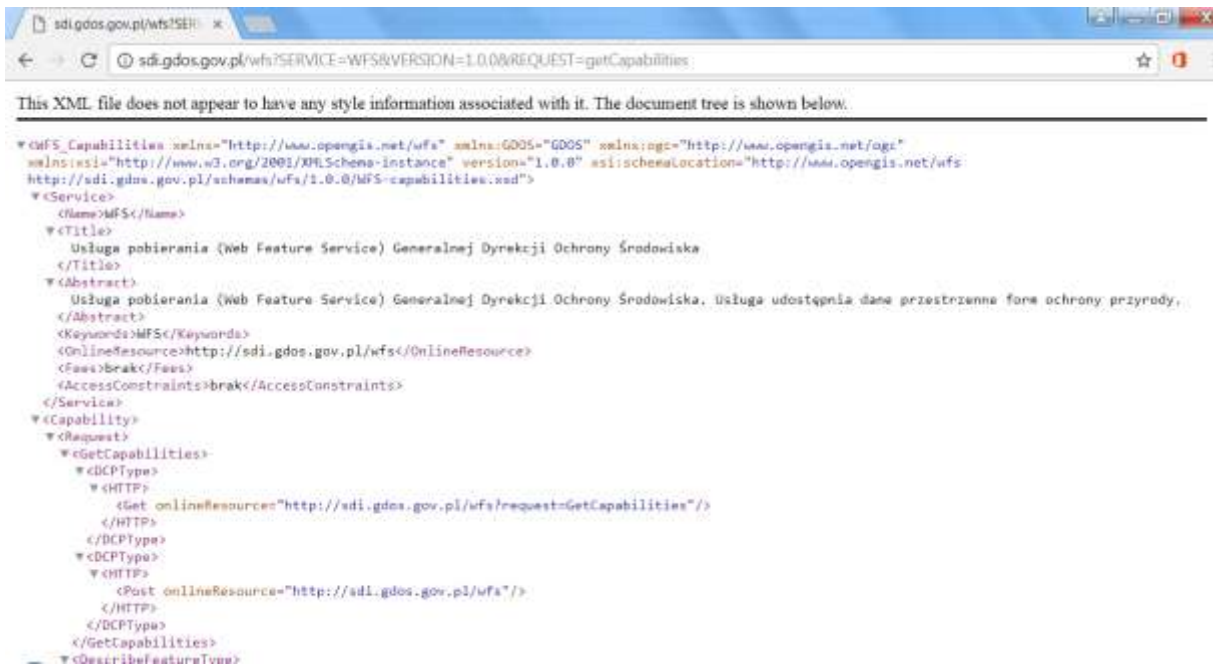 sdi.gdos.gov.pl/wfs?SER
sdi.gdos.gov.pl/wfs?SERVICE=WFS&VERSION=1.0.0&REQUEST=getCapabilities
This XML file does not appear to have any style information associated with it. The document tree is shown below.
▼<WFS_Capabilities xmlns="http://www.opengis.net/wfs" xmlns:GDOS="GDOS" xmlns:ogc="http://www.opengis.net/ogc"
xmlns:xsi="http://www.w3.org/2001/XMLSchema-instance" version="1.0.0" xsi:schemaLocation="http://www.opengis.net/wfs
http://sdi.gdos.gov.pl/schemas/wfs/1.0.0/WFS-capabilities.xsd">
▼<Service>
<Name>WFS</Name>
▼<Title>
Usługa pobierania (Web Feature Service) Generalnej Dyrekcji Ochrony Środowiska
</Title>
▼<Abstract>
Usługa pobierania (Web Feature Service) Generalnej Dyrekcji Ochrony Środowiska. Usługa udostępnia dane przestrzenne form ochrony przyrody.
</Abstract>
<Keywords>WFS</Keywords>
<OnlineResource>http://sdi.gdos.gov.pl/wfs</OnlineResource>
<Fees>brak</Fees>
<AccessConstraints>brak</AccessConstraints>
</Service>
▼<Capability>
▼<Request>
▼<GetCapabilities>
▼<DCPType>
▼<HTTP>
<Get onlineResource="http://sdi.gdos.gov.pl/wfs?request=GetCapabilities"/>
</HTTP>
</DCPType>
▼<DCPType>
▼<HTTP>
<Post onlineResource="http://sdi.gdos.gov.pl/wfs"/>
</HTTP>
</DCPType>
</GetCapabilities>
▼<DescribeFeatureType>